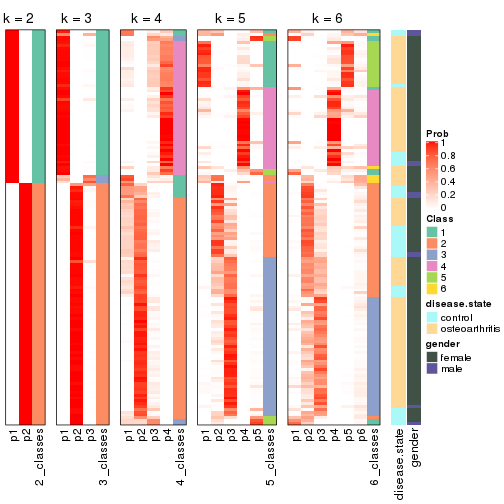 k = 2
k = 3
k = 4
k = 5
k = 6
Prob
1
0.8
0.6
0.4
0.2
0
Class
1
2
3
4
5
6
disease.state
control
osteoarthritis
gender
female
male
p1
p2
2_classes
p1
p2
p3
3_classes
p1
p2
p3
p4
4_classes
p1
p2
p3
p4
p5
5_classes
p1
p2
p3
p4
p5
p6
6_classes
disease.state
gender